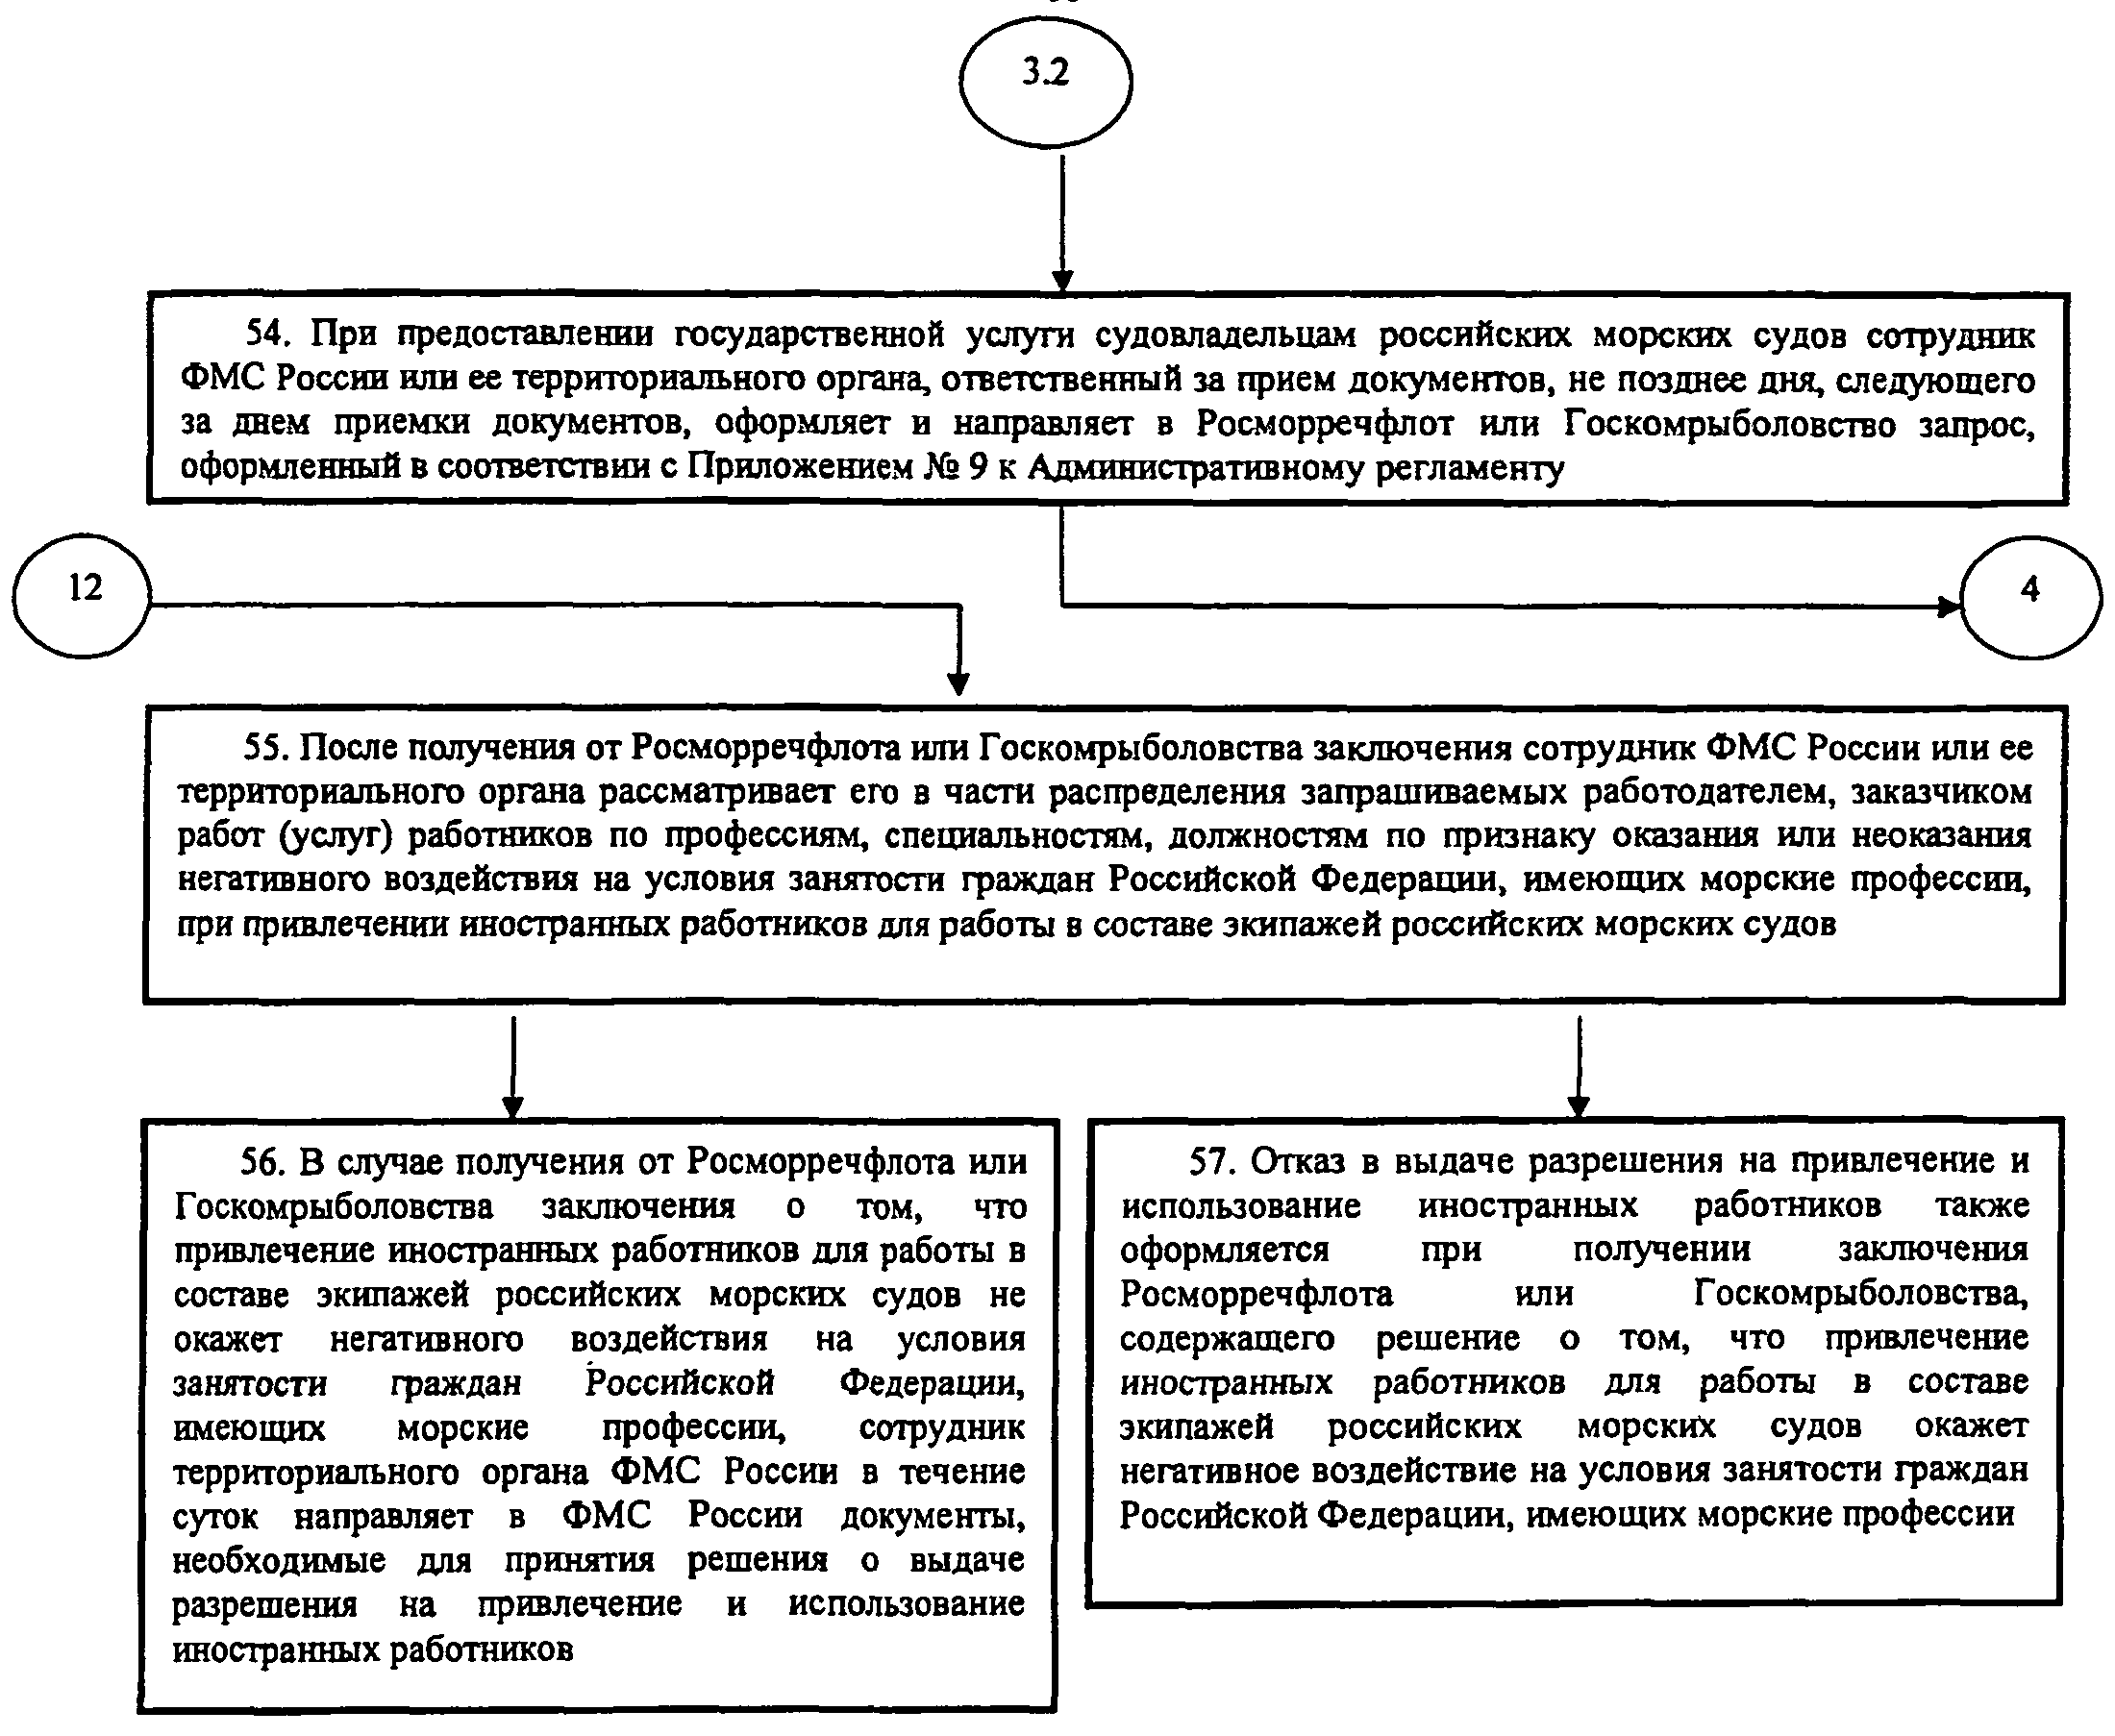 3.2
54. При предоставлении государственной услуги судовладельцам российских морских судов сотрудник
ФМС России или ее территориального органа, ответственный за прием документов, не позднее дня, следующего
за днем приемки документов, оформляет и направляет в Росморречфлот или Госкомрыболовство запрос,
оформленный в соответствии с Приложением № 9 к Административному регламенту
12
4
55. После получения от Росморречфлота или Госкомрыболовства заключения сотрудник ФМС России или ее
территориального органа рассматривает его в части распределения запрашиваемых работодателем, заказчиком
работ (услуг) работников по профессиям, специальностям, должностям по признаку оказания или неоказания
негативного воздействия на условия занятости граждан Российской Федерации, имеющих морские профессии,
при привлечении иностранных работников для работы в составе экипажей российских морских судов
56. В случае получения от Росморречфлота или
Госкомрыболовства заключения о том, что
привлечение иностранных работников для работы в
составе экипажей российских морских судов не
окажет негативного воздействия на условия
занятости граждан Российской Федерации,
имеющих морские профессии, сотрудник
территориального органа ФМС России в течение
суток направляет в ФМС России документы,
необходимые для принятия решения о выдаче
разрешения на привлечение и использование
иностранных работников
57. Отказ в выдаче разрешения на привлечение и
использование иностранных работников также
оформляется при получении заключения
Росморречфлота или Госкомрыболовства,
содержащего решение о том, что привлечение
иностранных работников для работы в составе
экипажей российских морских судов окажет
негативное воздействие на условия занятости граждан
Российской Федерации, имеющих морские профессии